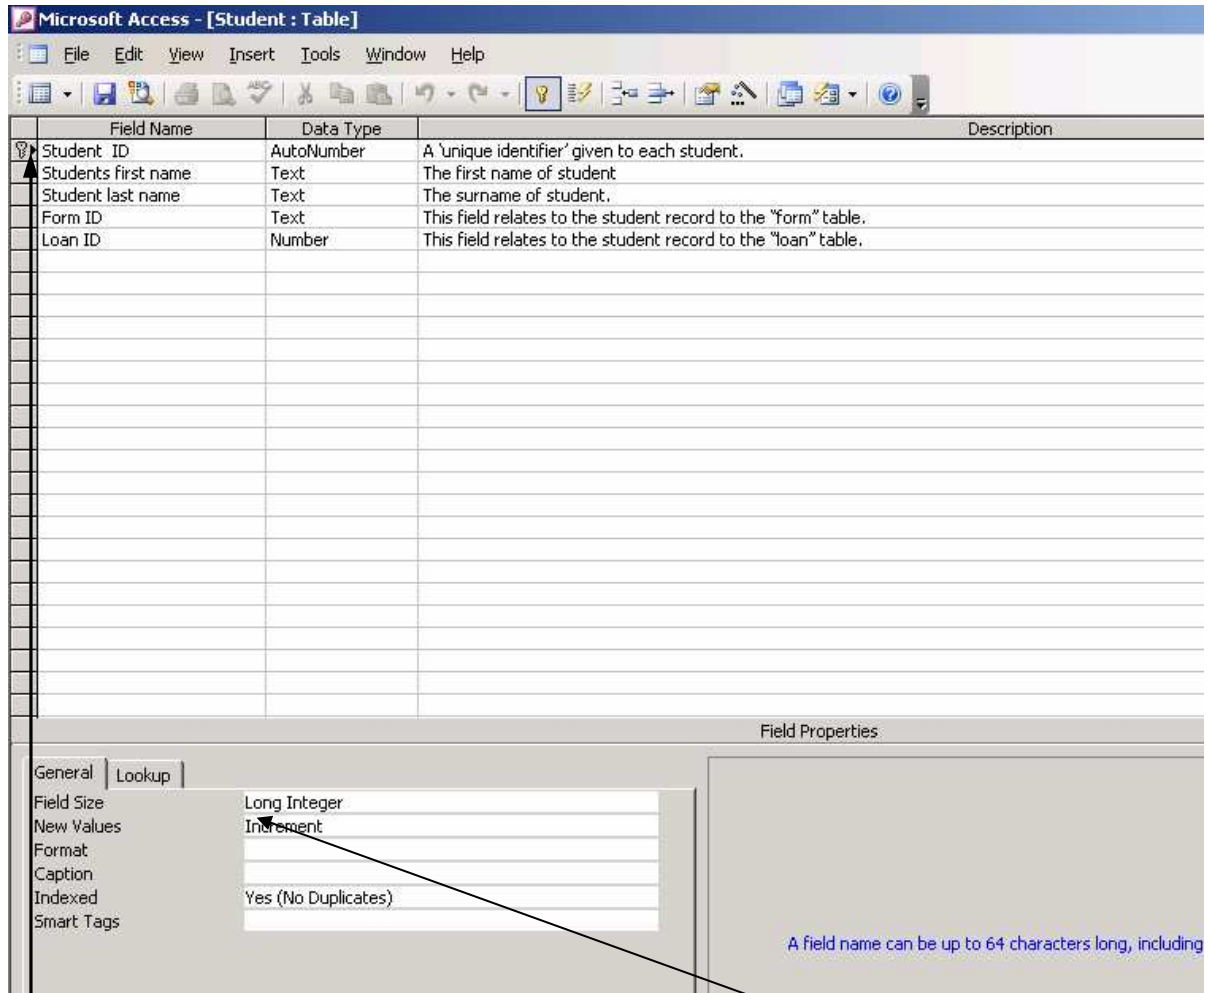 Microsoft Access - [Student : Table]
File Edit View Insert Tools Window Help
Field Name Data Type Description
Student ID AutoNumber A 'unique identifier' given to each student.
Students first name Text The first name of student
Student last name Text The surname of student.
Form ID Text This field relates to the student record to the "form" table.
Loan ID Number This field relates to the student record to the "loan" table.
Field Properties
General Lookup
Field Size Long Integer
New Values Increment
Format
Caption
Indexed Yes (No Duplicates)
Smart Tags
A field name can be up to 64 characters long, including